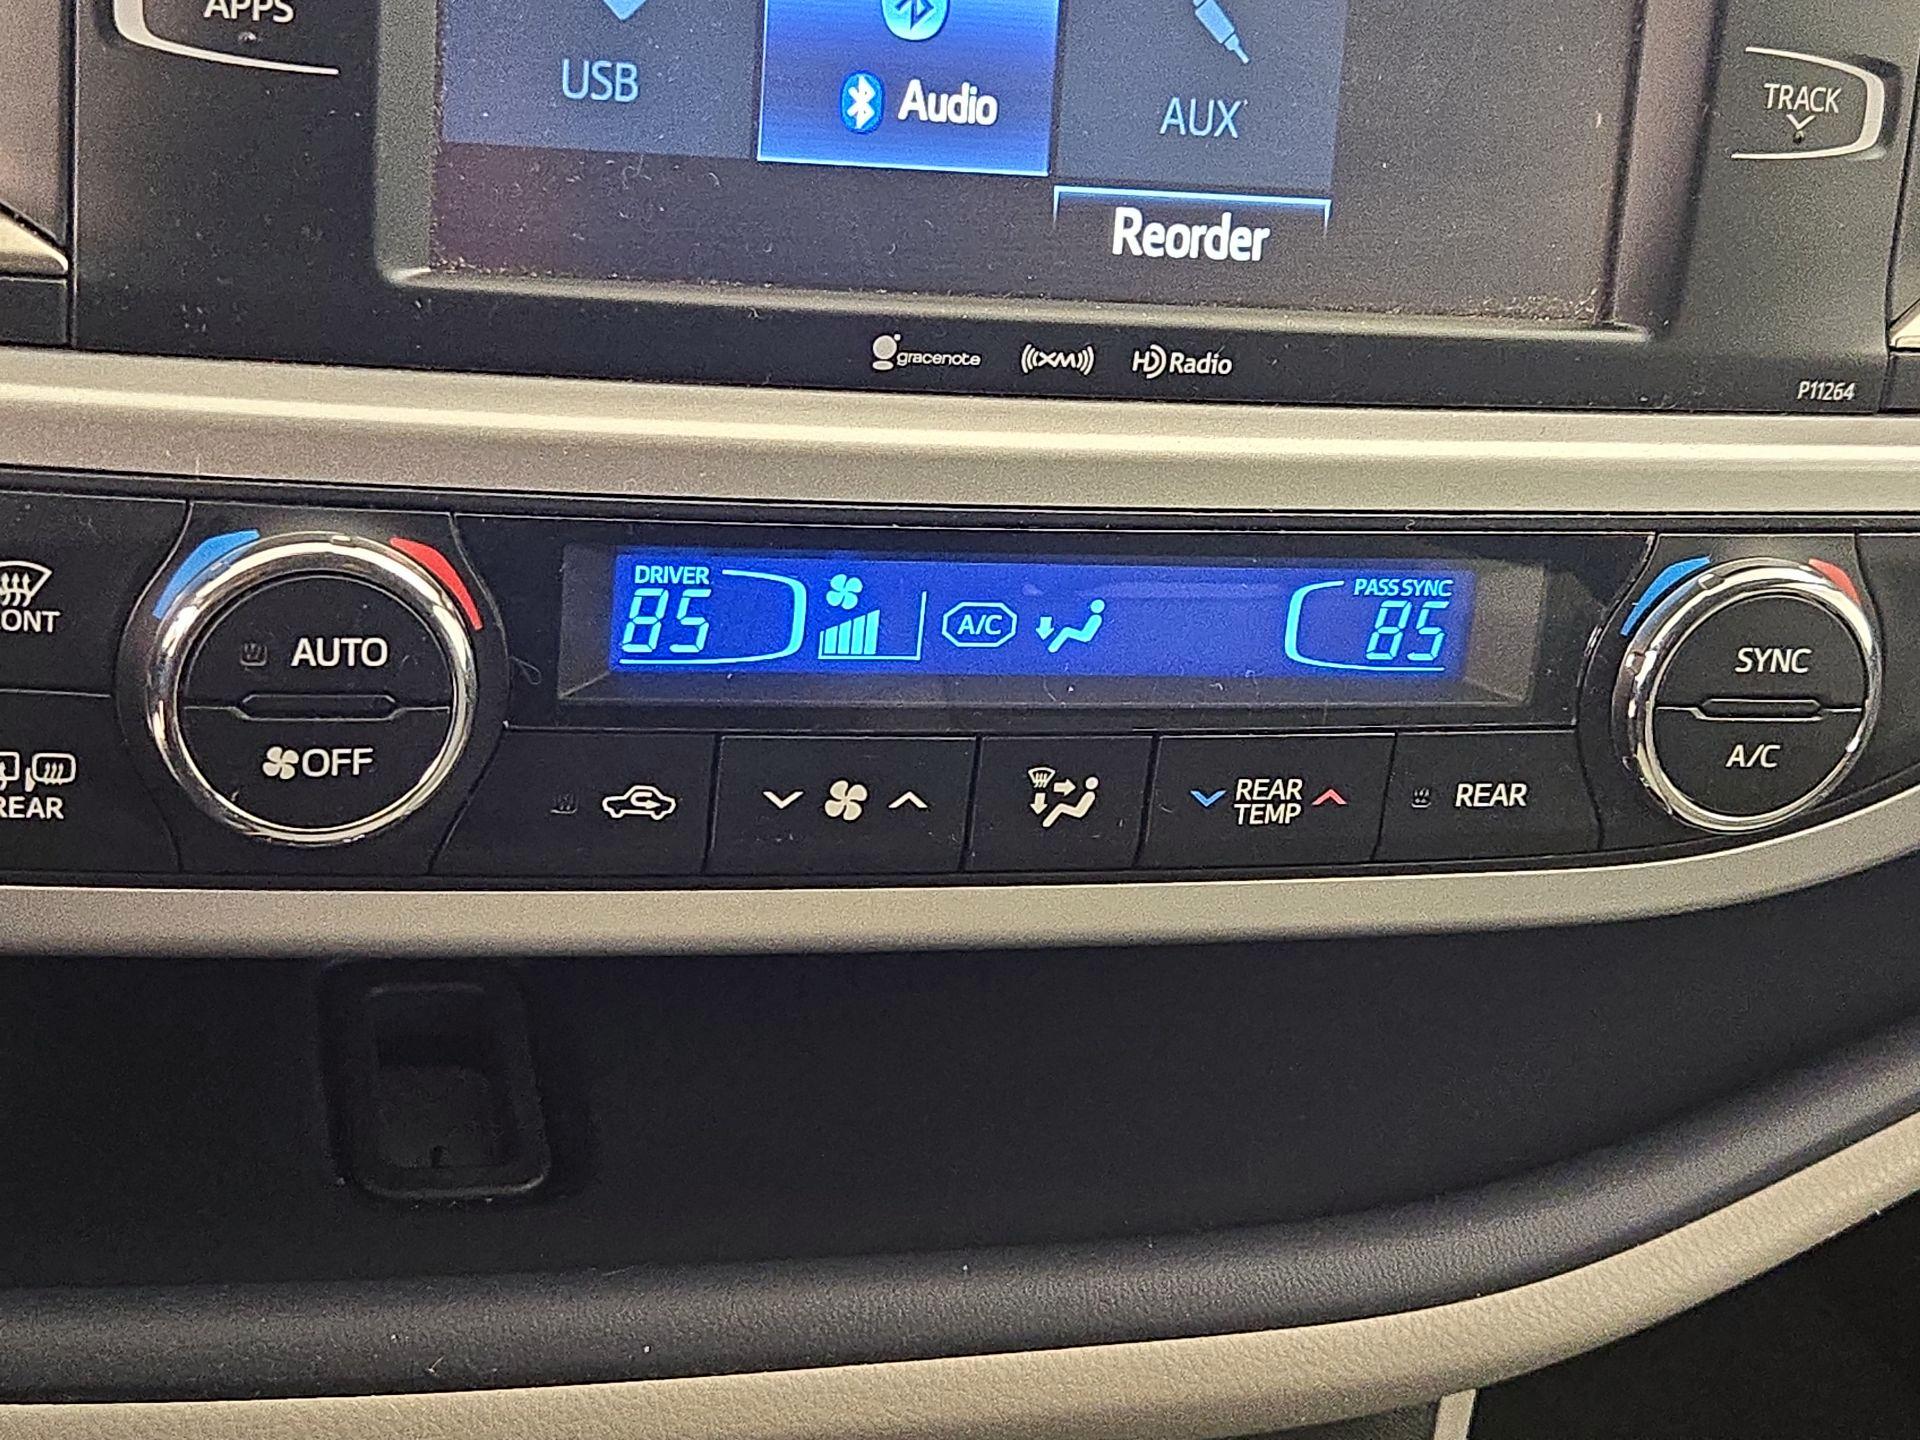 APPS
USB
Audio
AUX
TRACK
Reorder
gracenote
((XM))
HD Radio
P11264
DRIVER
85
A/C
PASS SYNC
85
AUTO
OFF
SYNC
A/C
REAR
REAR
TEMP
REAR